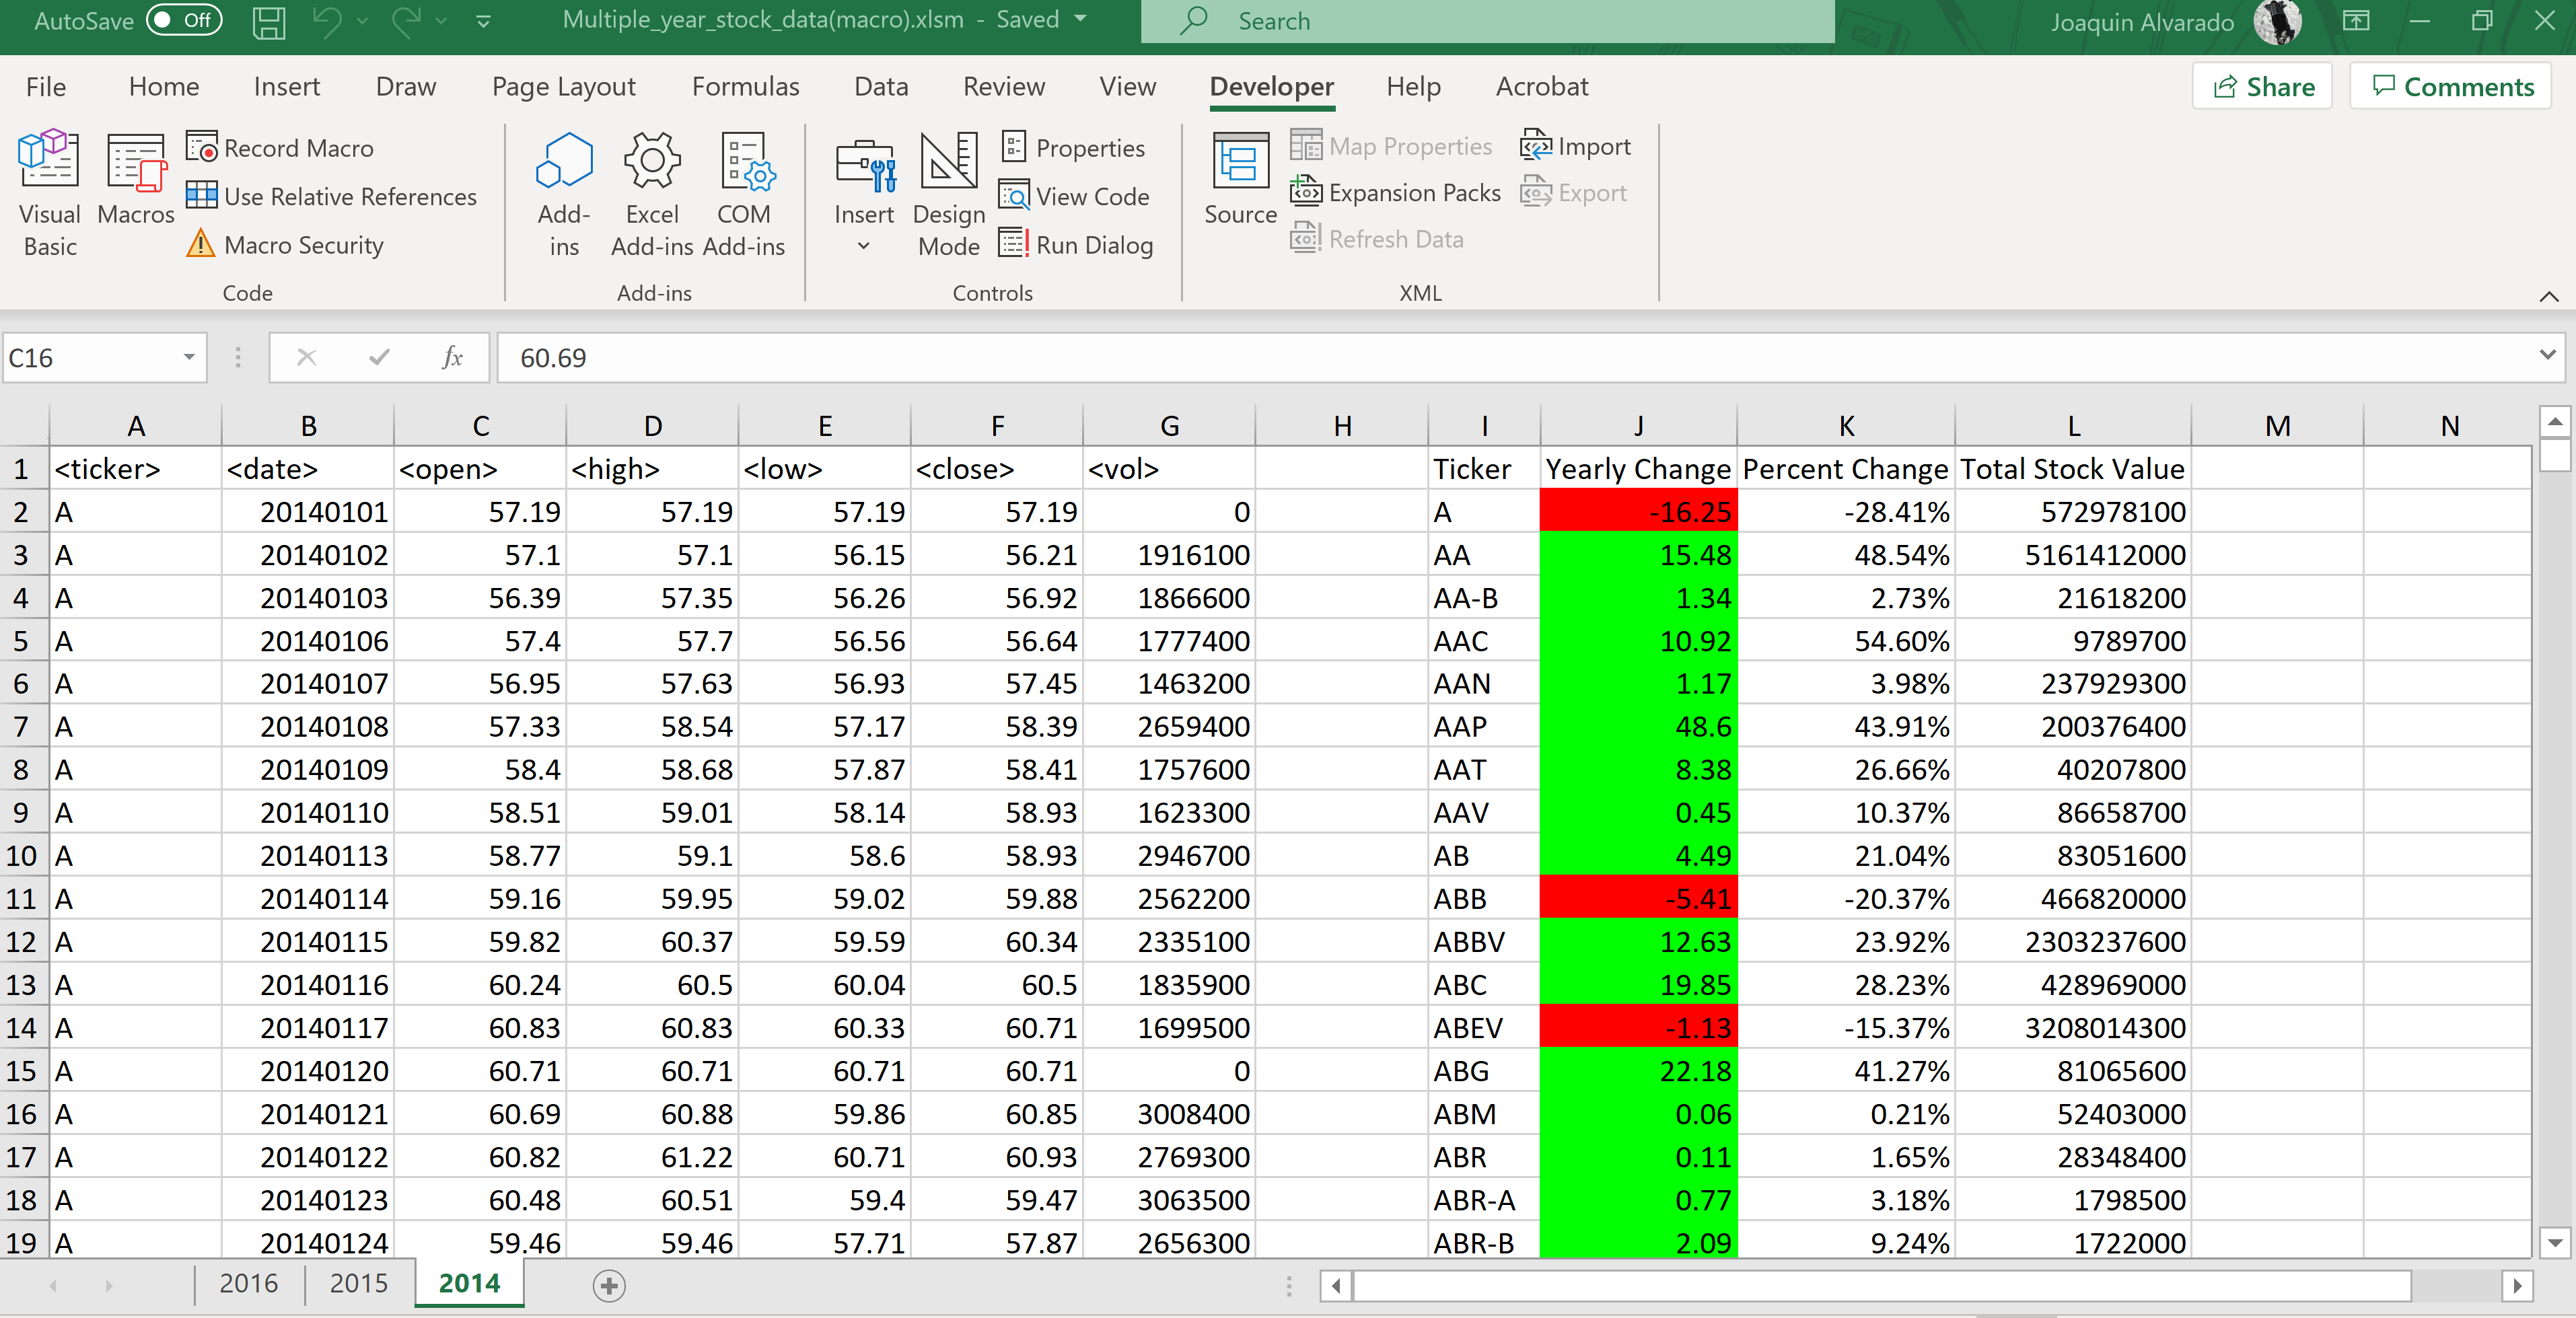 AutoSave Off Multiple_year_stock_data(macro).xlsm - Saved Search Joaquin Alvarado
File Home Insert Draw Page Layout Formulas Data Review View Developer Help Acrobat Share Comments
Visual Basic
Macros
Record Macro
Use Relative References
Macro Security
Code
Add-ins
Excel Add-ins
COM Add-ins
Add-ins
Insert
Design Mode
Properties
View Code
Run Dialog
Controls
Source
Map Properties
Expansion Packs
Refresh Data
Import
Export
XML
C16 fx 60.69
A B C D E F G H I J K L M N
1 <ticker> <date> <open> <high> <low> <close> <vol> Ticker Yearly Change Percent Change Total Stock Value
2 A 20140101 57.19 57.19 57.19 57.19 0 A -16.25 -28.41% 572978100
3 A 20140102 57.1 57.1 56.15 56.21 1916100 AA 15.48 48.54% 5161412000
4 A 20140103 56.39 57.35 56.26 56.92 1866600 AA-B 1.34 2.73% 21618200
5 A 20140106 57.4 57.7 56.56 56.64 1777400 AAC 10.92 54.60% 9789700
6 A 20140107 56.95 57.63 56.93 57.45 1463200 AAN 1.17 3.98% 237929300
7 A 20140108 57.33 58.54 57.17 58.39 2659400 AAP 48.6 43.91% 200376400
8 A 20140109 58.4 58.68 57.87 58.41 1757600 AAT 8.38 26.66% 40207800
9 A 20140110 58.51 59.01 58.14 58.93 1623300 AAV 0.45 10.37% 86658700
10 A 20140113 58.77 59.1 58.6 58.93 2946700 AB 4.49 21.04% 83051600
11 A 20140114 59.16 59.95 59.02 59.88 2562200 ABB -5.41 -20.37% 466820000
12 A 20140115 59.82 60.37 59.59 60.34 2335100 ABBV 12.63 23.92% 2303237600
13 A 20140116 60.24 60.5 60.04 60.5 1835900 ABC 19.85 28.23% 428969000
14 A 20140117 60.83 60.83 60.33 60.71 1699500 ABEV -1.13 -15.37% 3208014300
15 A 20140120 60.71 60.71 60.71 60.71 0 ABG 22.18 41.27% 81065600
16 A 20140121 60.69 60.88 59.86 60.85 3008400 ABM 0.06 0.21% 52403000
17 A 20140122 60.82 61.22 60.71 60.93 2769300 ABR 0.11 1.65% 28348400
18 A 20140123 60.48 60.51 59.4 59.47 3063500 ABR-A 0.77 3.18% 1798500
19 A 20140124 59.46 59.46 57.71 57.87 2656300 ABR-B 2.09 9.24% 1722000
2016 2015 2014